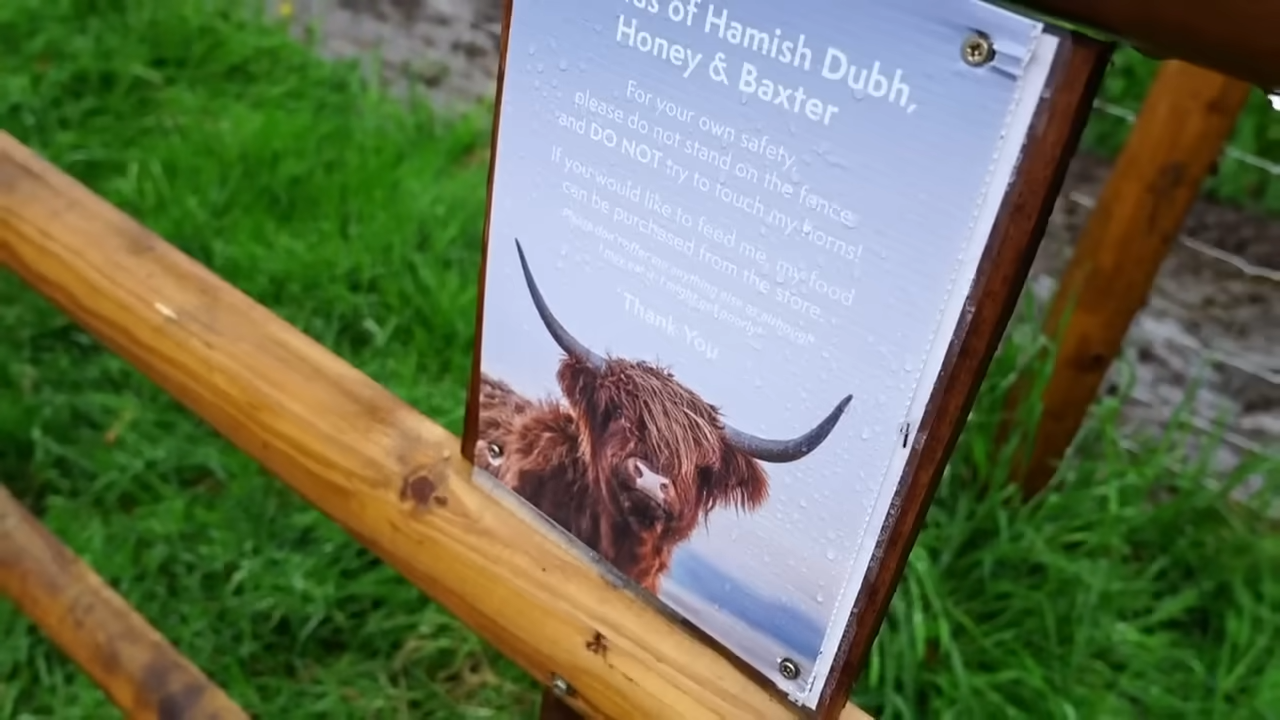 of Hamish Dubh,
Honey & Baxter
For your own safety,
please do not stand on the fence
and DO NOT try to touch my horns!
If you would like to feed me, my food
can be purchased from the store.
Please don't offer me anything else as although
I may eat it I might get poorly!
Thank You